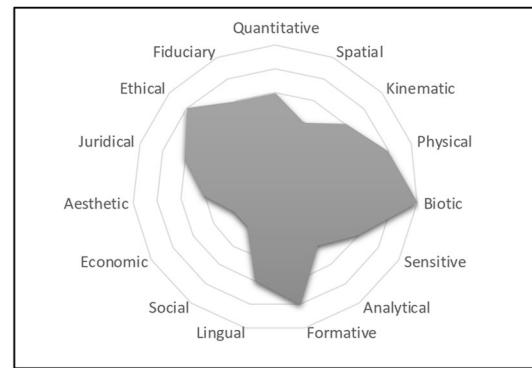 Quantitative
Spatial
Kinematic
Physical
Biotic
Sensitive
Analytical
Formative
Lingual
Social
Economic
Aesthetic
Juridical
Ethical
Fiduciary